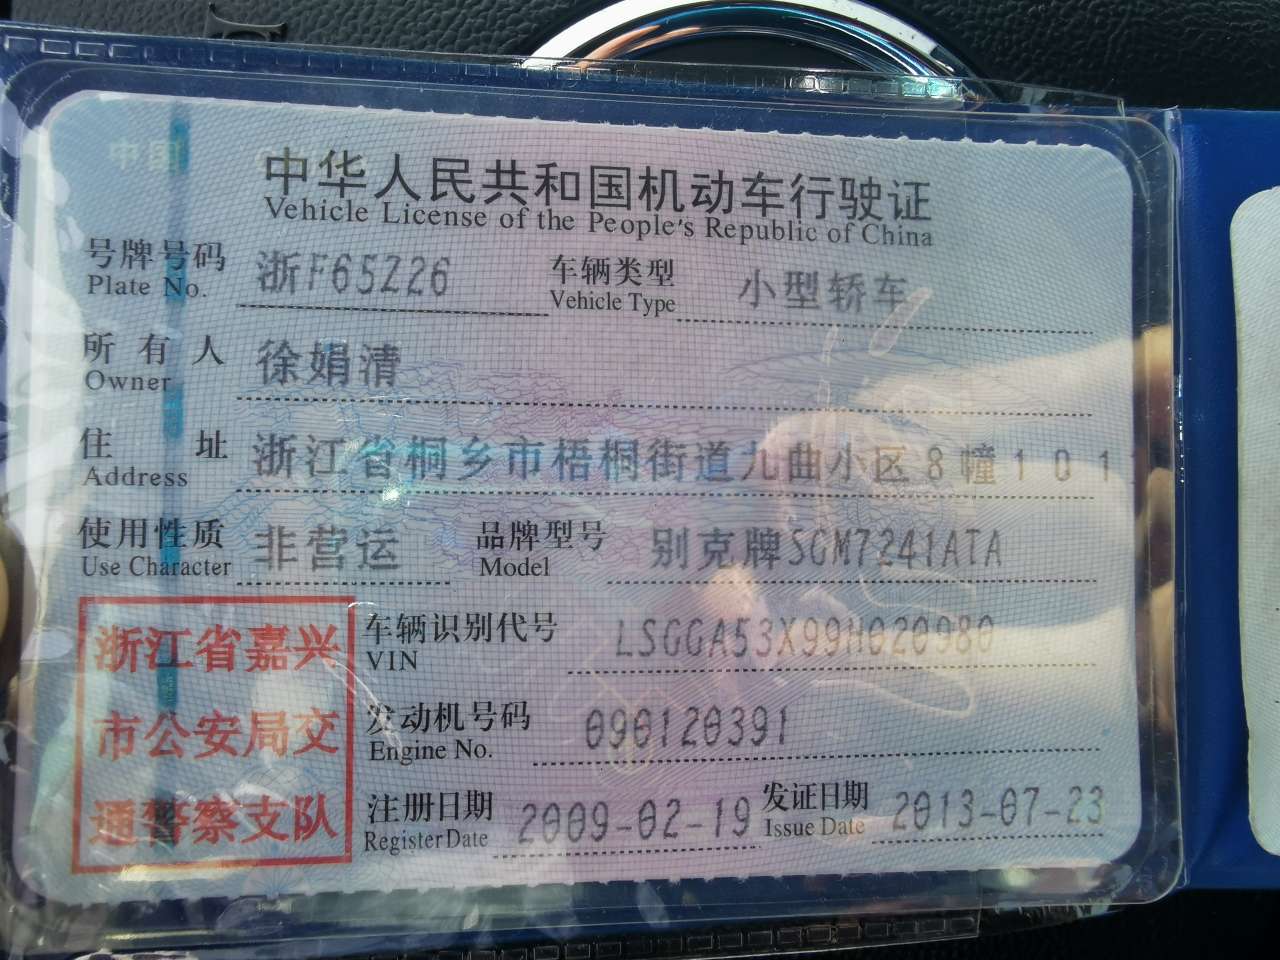 中国
中华人民共和国机动车行驶证
Vehicle License of the People's Republic of China
号牌号码 浙F65Z26 车辆类型 小型轿车
Plate No. Vehicle Type
所有人 徐娟清
Owner
住址 浙江省桐乡市梧桐街道九曲小区8幢101
Address
使用性质 非营运 品牌型号 别克牌SGM7241ATA
Use Character Model
车辆识别代号 LSGGA53X99H020980
VIN
发动机号码 090120391
Engine No.
注册日期 2009-02-19 发证日期 2013-07-23
Register Date Issue Date
浙江省嘉兴
市公安局交
通警察支队